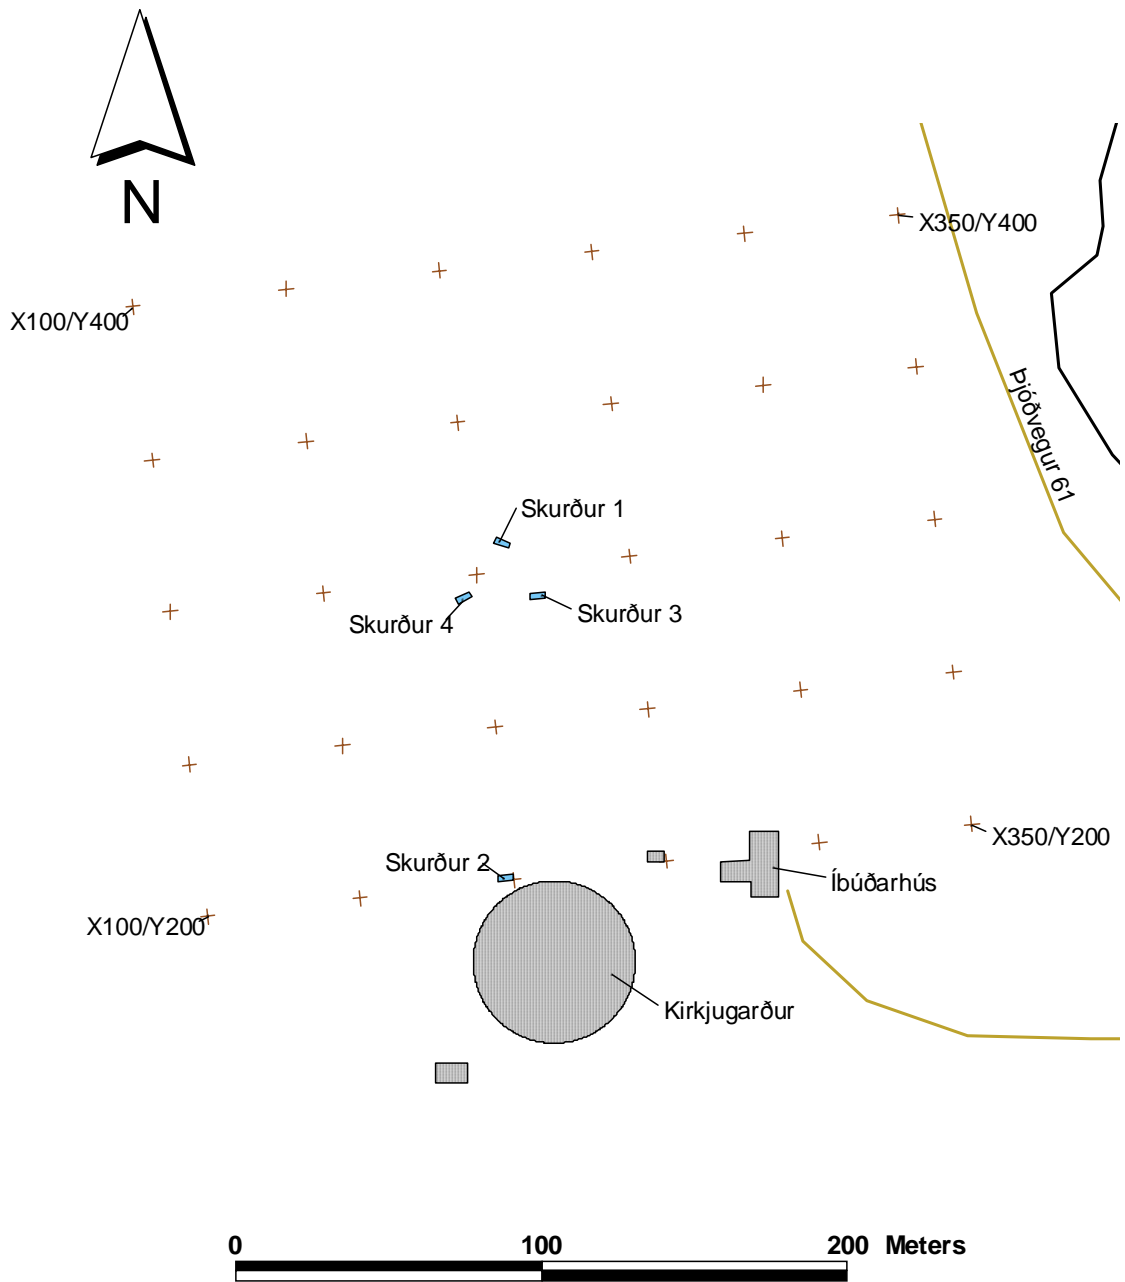 N
X350/Y400
X100/Y400
Þjóðvegur 61
Skurður 1
Skurður 3
Skurður 4
X350/Y200
Skurður 2
Íbúðarhús
X100/Y200
Kirkjugarður
0 100 200 Meters